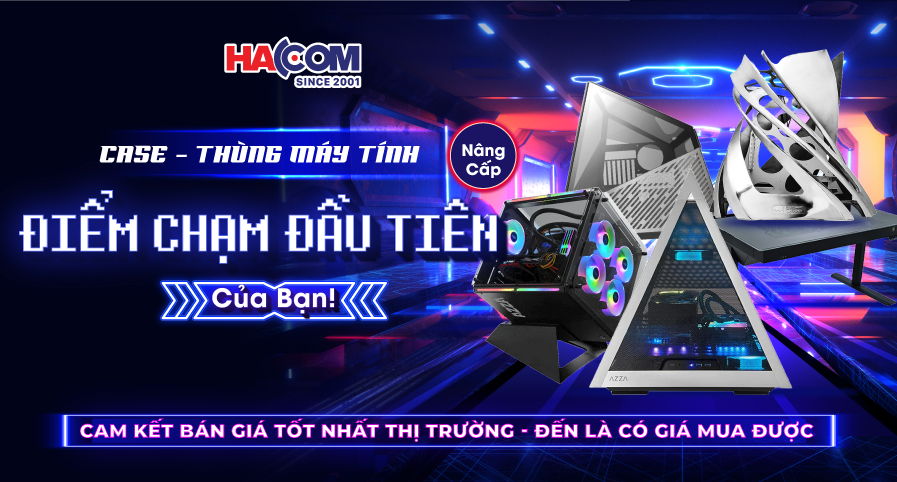 HACOM
SINCE 2001
CASE - THÙNG MÁY TÍNH
Nâng
Cấp
ĐIỂM CHẠM ĐẦU TIÊN
Của Bạn!
AZZA
AZZA
CAM KẾT BÁN GIÁ TỐT NHẤT THỊ TRƯỜNG - ĐẾN LÀ CÓ GIÁ MUA ĐƯỢC